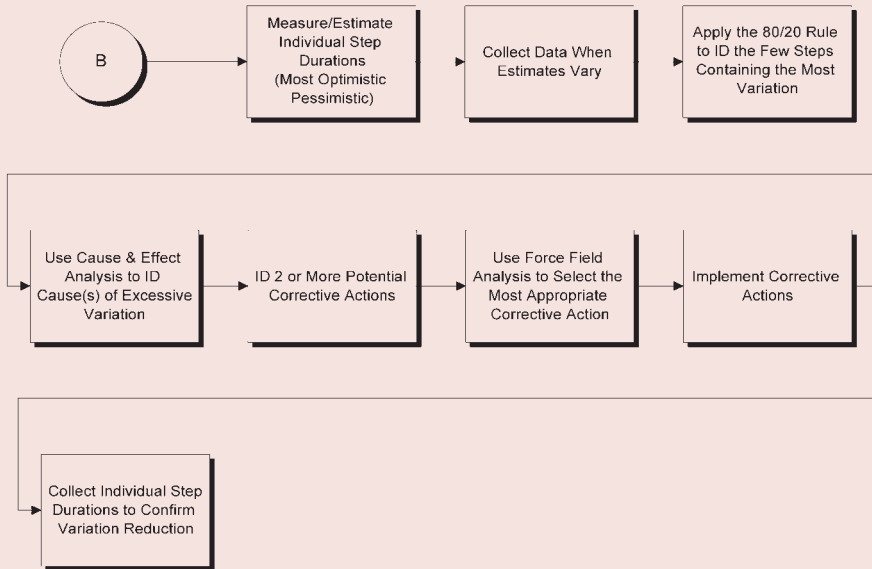 B
Measure/Estimate
Individual Step
Durations
(Most Optimistic
Pessimistic)
Collect Data When
Estimates Vary
Apply the 80/20 Rule
to ID the Few Steps
Containing the Most
Variation
Use Cause & Effect
Analysis to ID
Cause(s) of Excessive
Variation
ID 2 or More Potential
Corrective Actions
Use Force Field
Analysis to Select the
Most Appropriate
Corrective Action
Implement Corrective
Actions
Collect Individual Step
Durations to Confirm
Variation Reduction